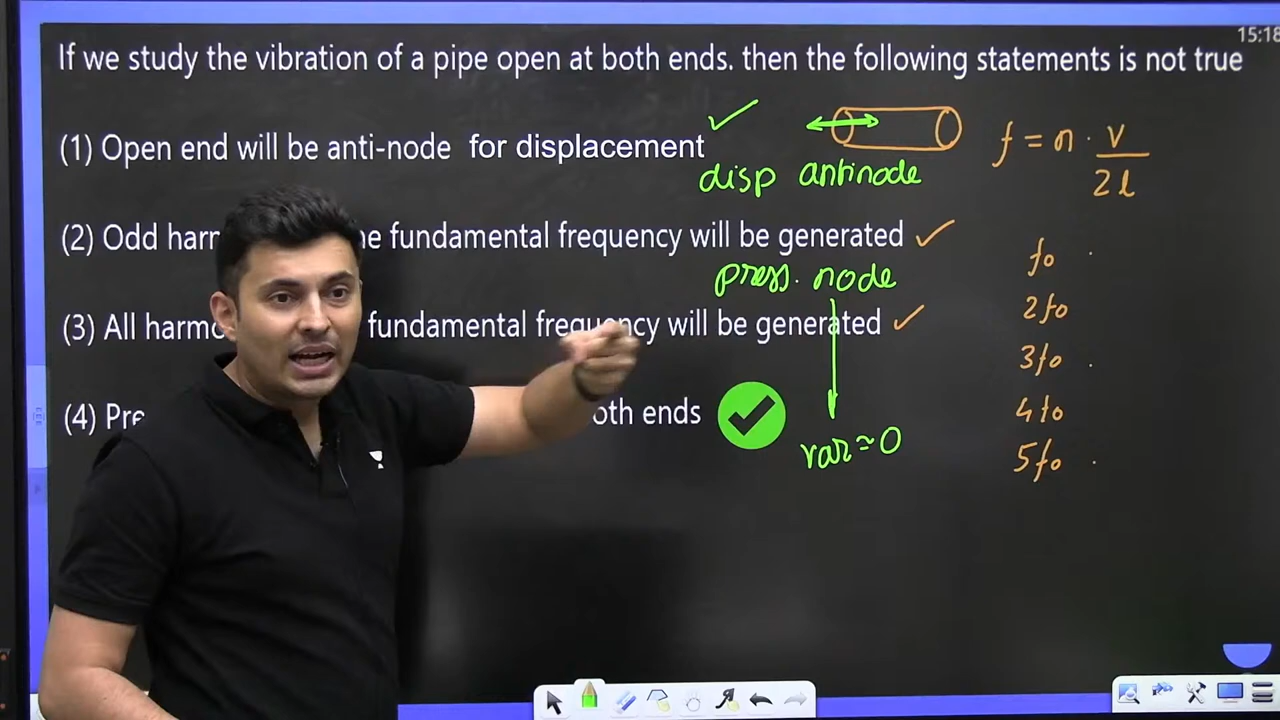 15:18
If we study the vibration of a pipe open at both ends. then the following statements is not true
(1) Open end will be anti-node for displacement
disp antinode
f = n · v / 2l
(2) Odd har ne fundamental frequency will be generated
press. node
fo
2fo
(3) All harmo fundamental frequency will be generated
3fo
(4) Pre oth ends
4fo
var≈0
5fo